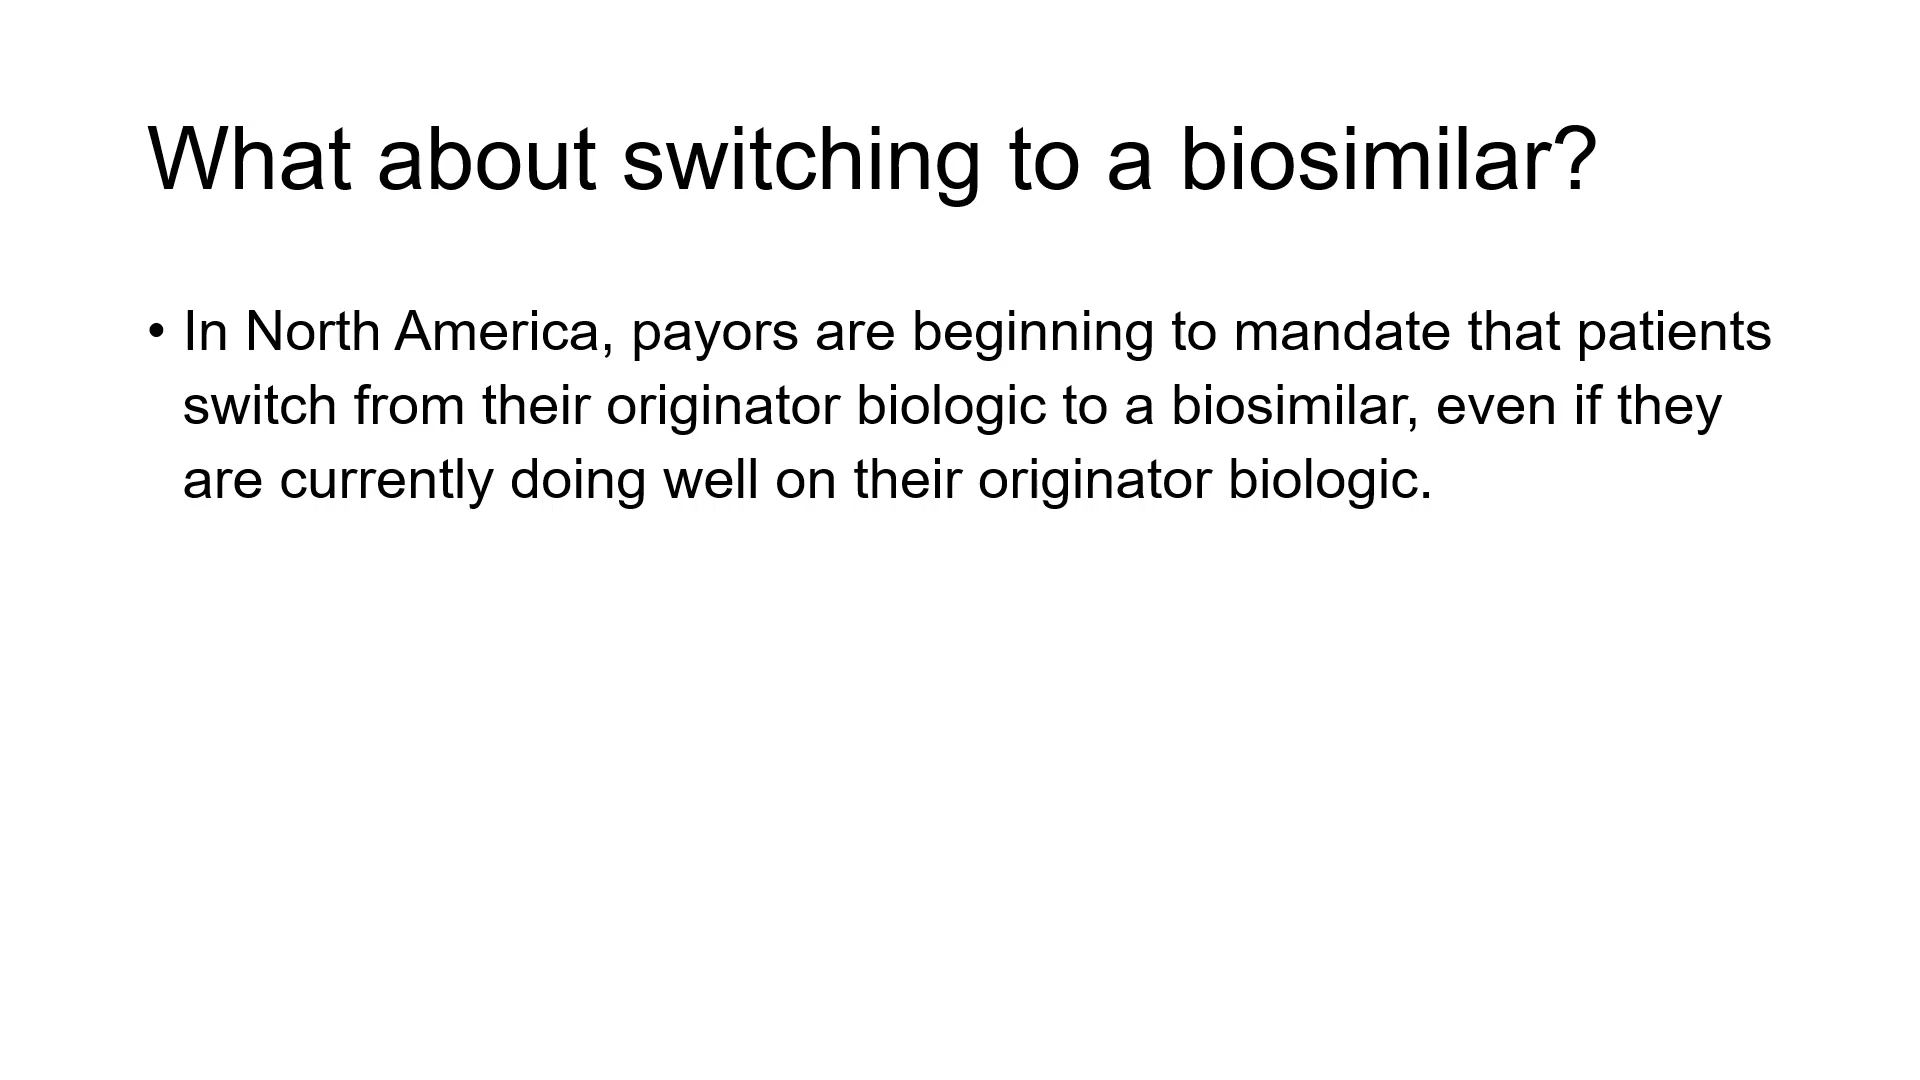 What about switching to a biosimilar?
• In North America, payors are beginning to mandate that patients
switch from their originator biologic to a biosimilar, even if they
are currently doing well on their originator biologic.